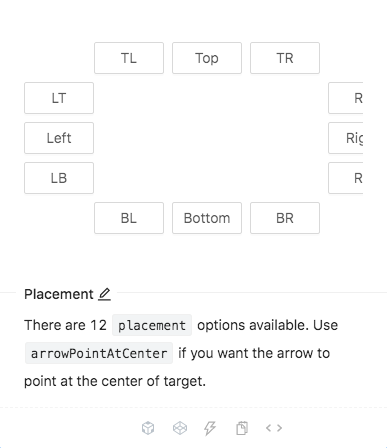 TL Top TR
LT R
Left Rig
LB R
BL Bottom BR
Placement
There are 12 placement options available. Use
arrowPointAtCenter if you want the arrow to
point at the center of target.